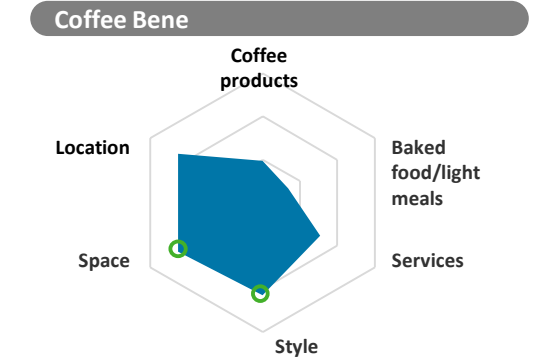 Coffee Bene
Coffee
products
Location
Baked
food/light
meals
Space
Services
Style